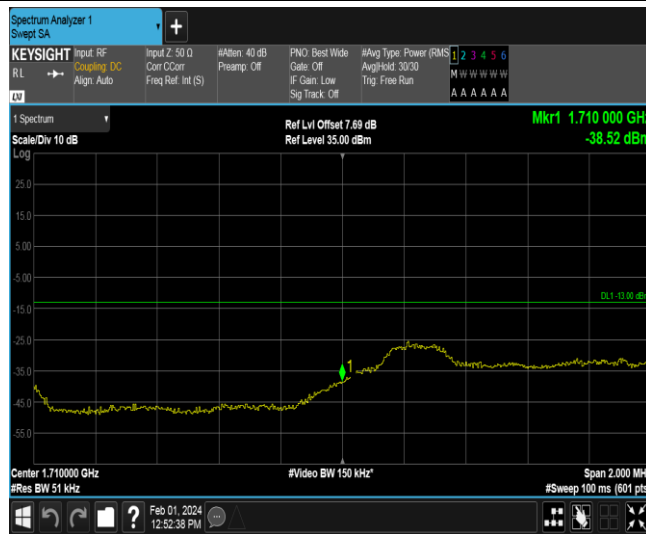 Spectrum Analyzer 1
Swept SA
KEYSIGHT
RL
LXI
Input: RF
Coupling: DC
Align: Auto
Input Z: 50 Ω
Corr CCorr
Freq Ref: Int (S)
#Atten: 40 dB
Preamp: Off
PNO: Best Wide
Gate: Off
IF Gain: Low
Sig Track: Off
#Avg Type: Power (RMS
Avg|Hold: 30/30
Trig: Free Run
1 2 3 4 5 6
M W W W W W
A A A A A A
1 Spectrum
Scale/Div 10 dB
Log
Ref Lvl Offset 7.69 dB
Ref Level 35.00 dBm
Mkr1 1.710 000 GHz
-38.52 dBm
25.0
15.0
5.00
-5.00
DL1 -13.00 dBm
-15.0
-25.0
1
-35.0
-45.0
-55.0
Center 1.710000 GHz
#Video BW 150 kHz*
Span 2.000 MH
#Res BW 51 kHz
#Sweep 100 ms (601 pts
?
Feb 01, 2024
12:52:38 PM